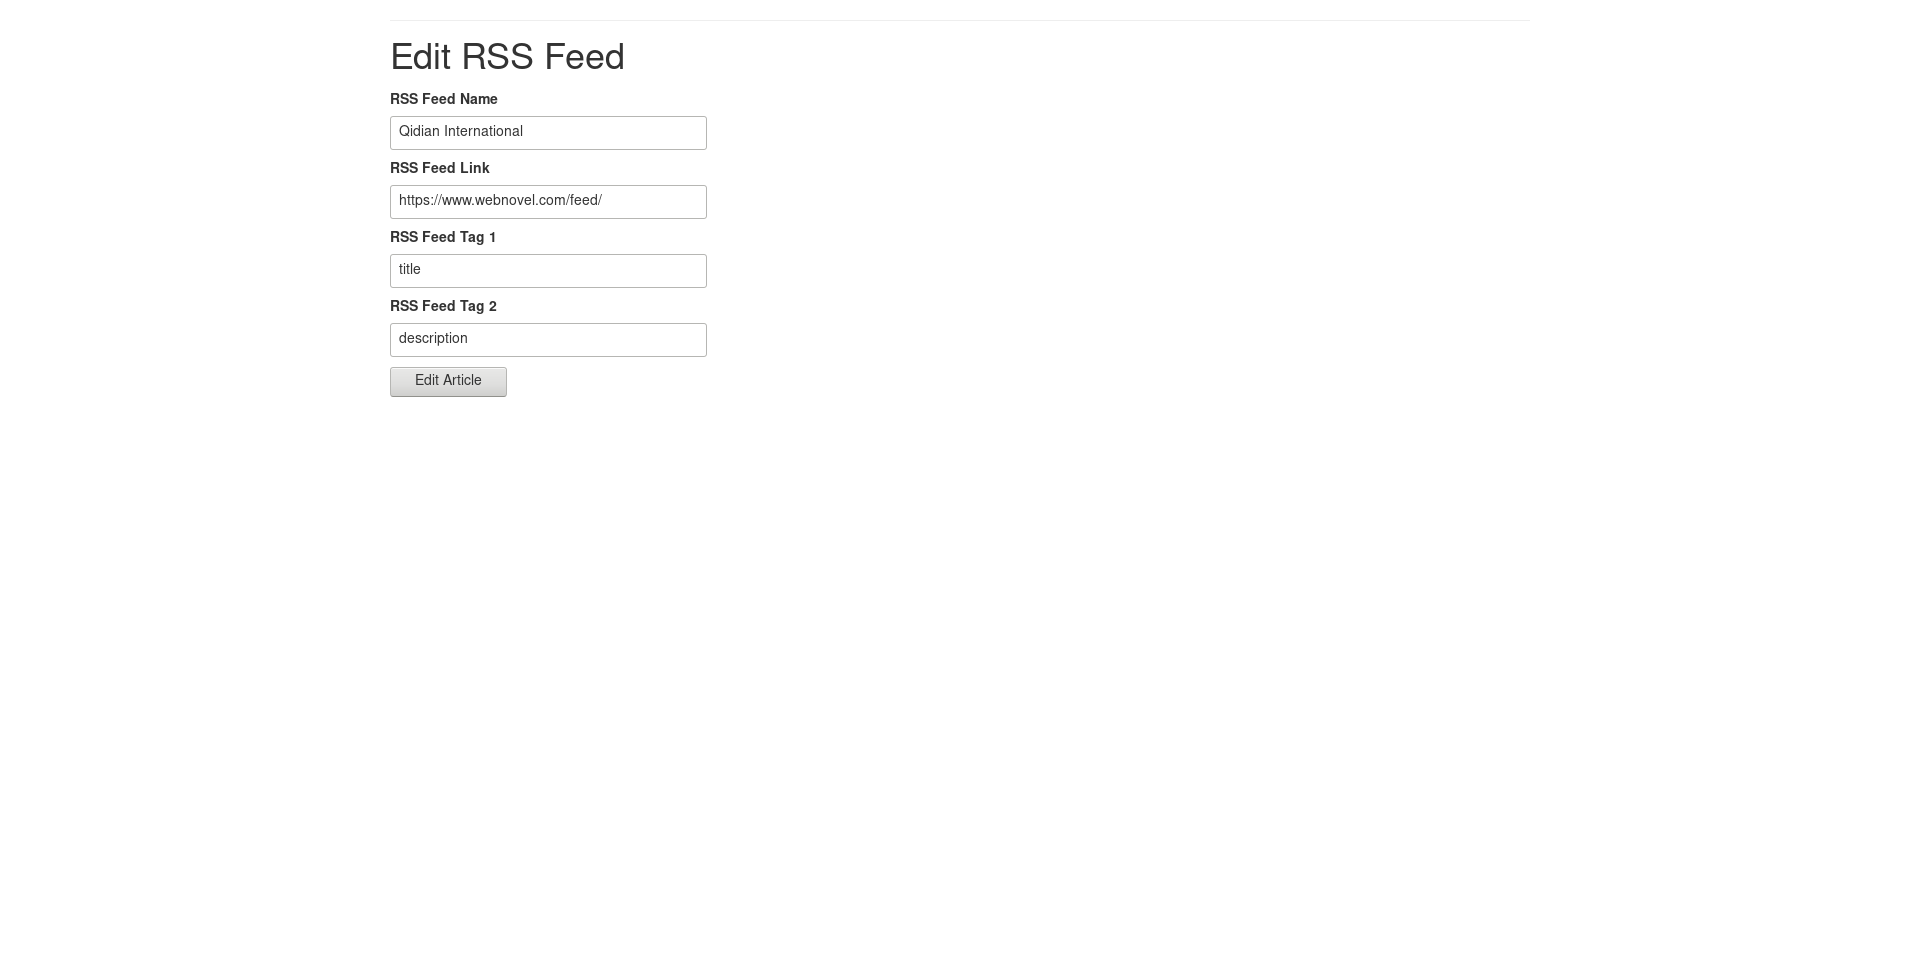 Edit RSS Feed
RSS Feed Name
Qidian International
RSS Feed Link
https://www.webnovel.com/feed/
RSS Feed Tag 1
title
RSS Feed Tag 2
description
Edit Article